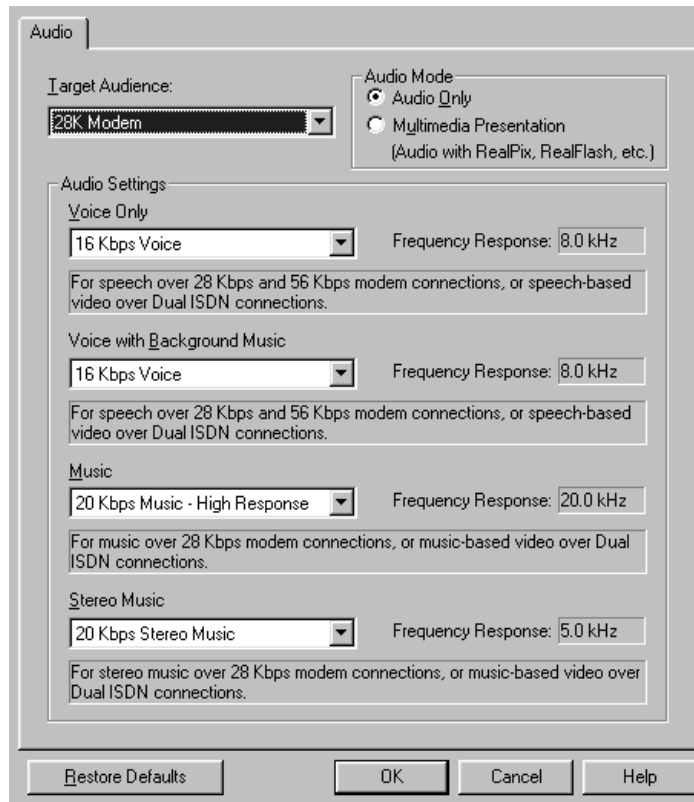 Audio
Target Audience:
28K Modem
Audio Mode
Audio Only
Multimedia Presentation
(Audio with RealPix, RealFlash, etc.)
Audio Settings
Voice Only
16 Kbps Voice
Frequency Response: 8.0 kHz
For speech over 28 Kbps and 56 Kbps modem connections, or speech-based
video over Dual ISDN connections.
Voice with Background Music
16 Kbps Voice
Frequency Response: 8.0 kHz
For speech over 28 Kbps and 56 Kbps modem connections, or speech-based
video over Dual ISDN connections.
Music
20 Kbps Music - High Response
Frequency Response: 20.0 kHz
For music over 28 Kbps modem connections, or music-based video over Dual
ISDN connections.
Stereo Music
20 Kbps Stereo Music
Frequency Response: 5.0 kHz
For stereo music over 28 Kbps modem connections, or music-based video over
Dual ISDN connections.
Restore Defaults
OK
Cancel
Help